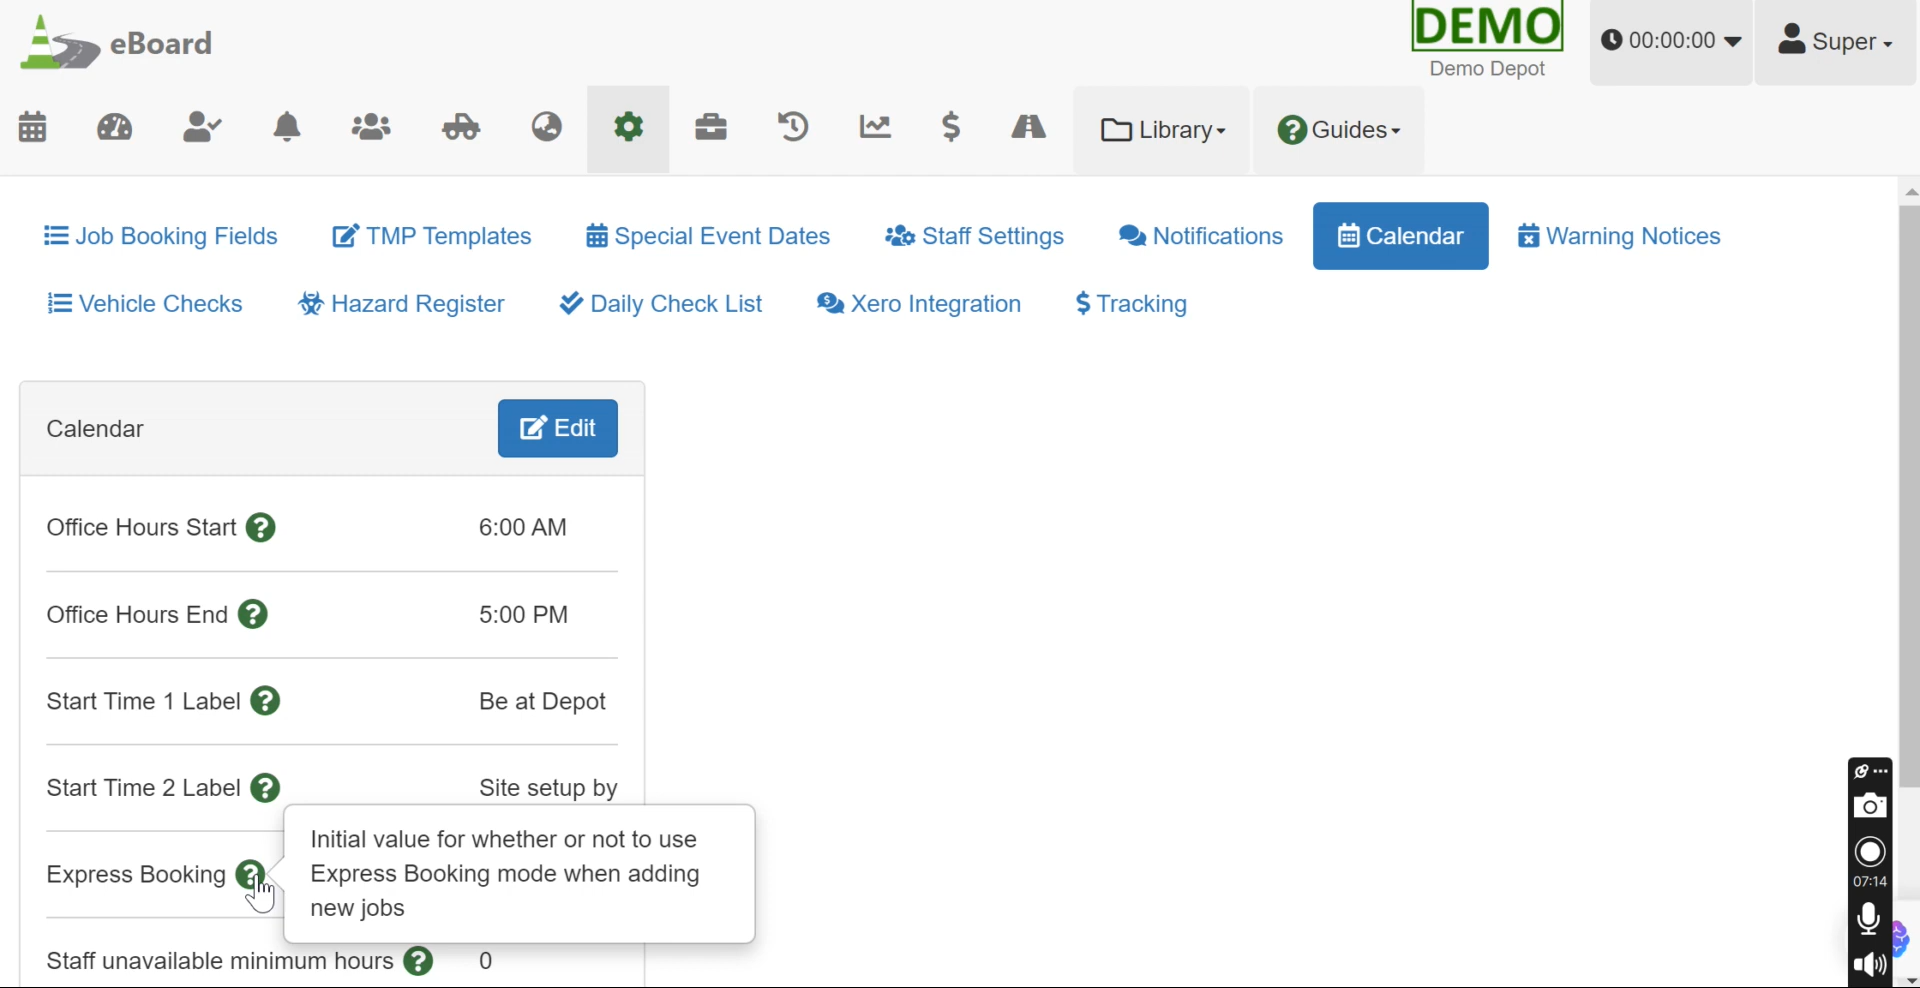 eBoard
DEMO
Demo Depot
00:00:00
Super
Library
? Guides
Job Booking Fields
TMP Templates
Special Event Dates
Staff Settings
Notifications
Calendar
Warning Notices
Vehicle Checks
Hazard Register
Daily Check List
Xero Integration
$ Tracking
Calendar
Edit
Office Hours Start ? 6:00 AM
Office Hours End ? 5:00 PM
Start Time 1 Label ? Be at Depot
Start Time 2 Label ? Site setup by
Express Booking ?
Initial value for whether or not to use
Express Booking mode when adding
new jobs
Staff unavailable minimum hours ? 0
07:14